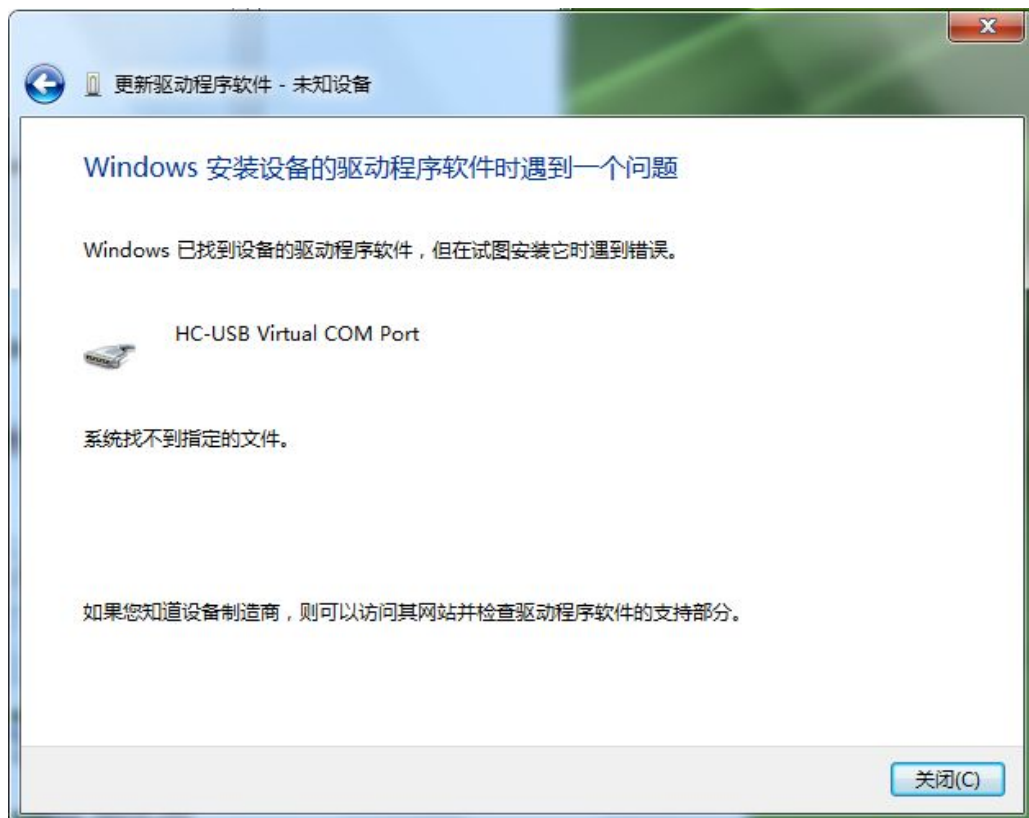 更新驱动程序软件 - 未知设备
Windows 安装设备的驱动程序软件时遇到一个问题
Windows 已找到设备的驱动程序软件，但在试图安装它时遇到错误。
HC-USB Virtual COM Port
系统找不到指定的文件。
如果您知道设备制造商，则可以访问其网站并检查驱动程序软件的支持部分。
关闭(C)